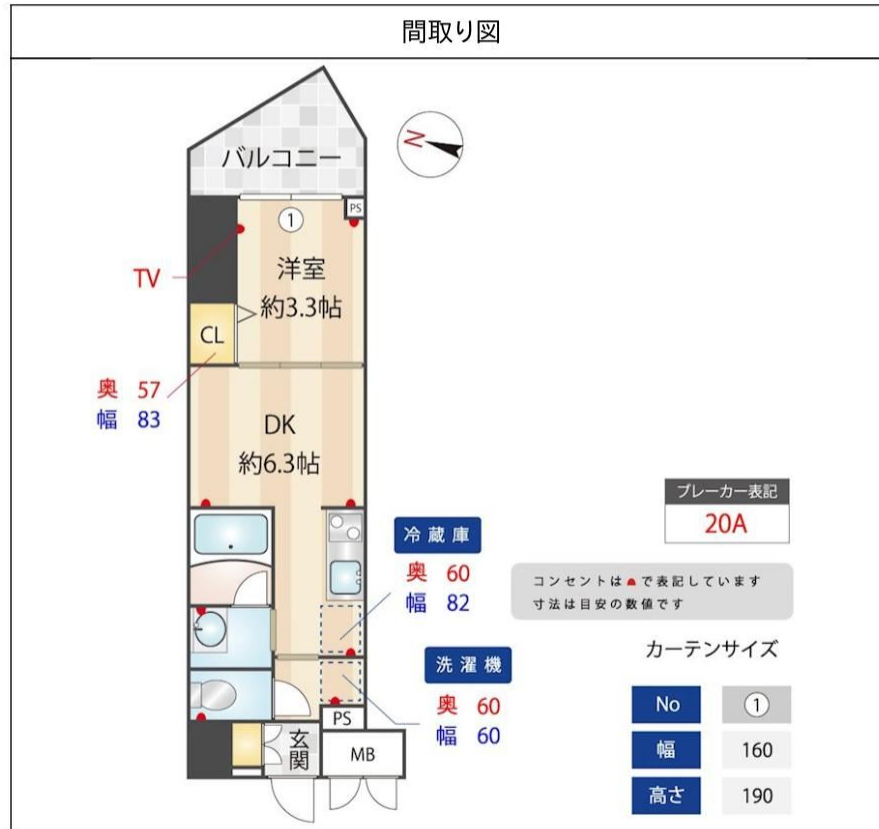 間取り図
バルコニー
N
PS
①
TV
洋室
約3.3帖
CL
奥 57
幅 83
DK
約6.3帖
ブレーカー表記
20A
冷蔵庫
奥 60
幅 82
コンセントは で表記しています
寸法は目安の数値です
カーテンサイズ
洗濯機
奥 60
幅 60
No ①
幅 160
高さ 190
PS
玄関
MB